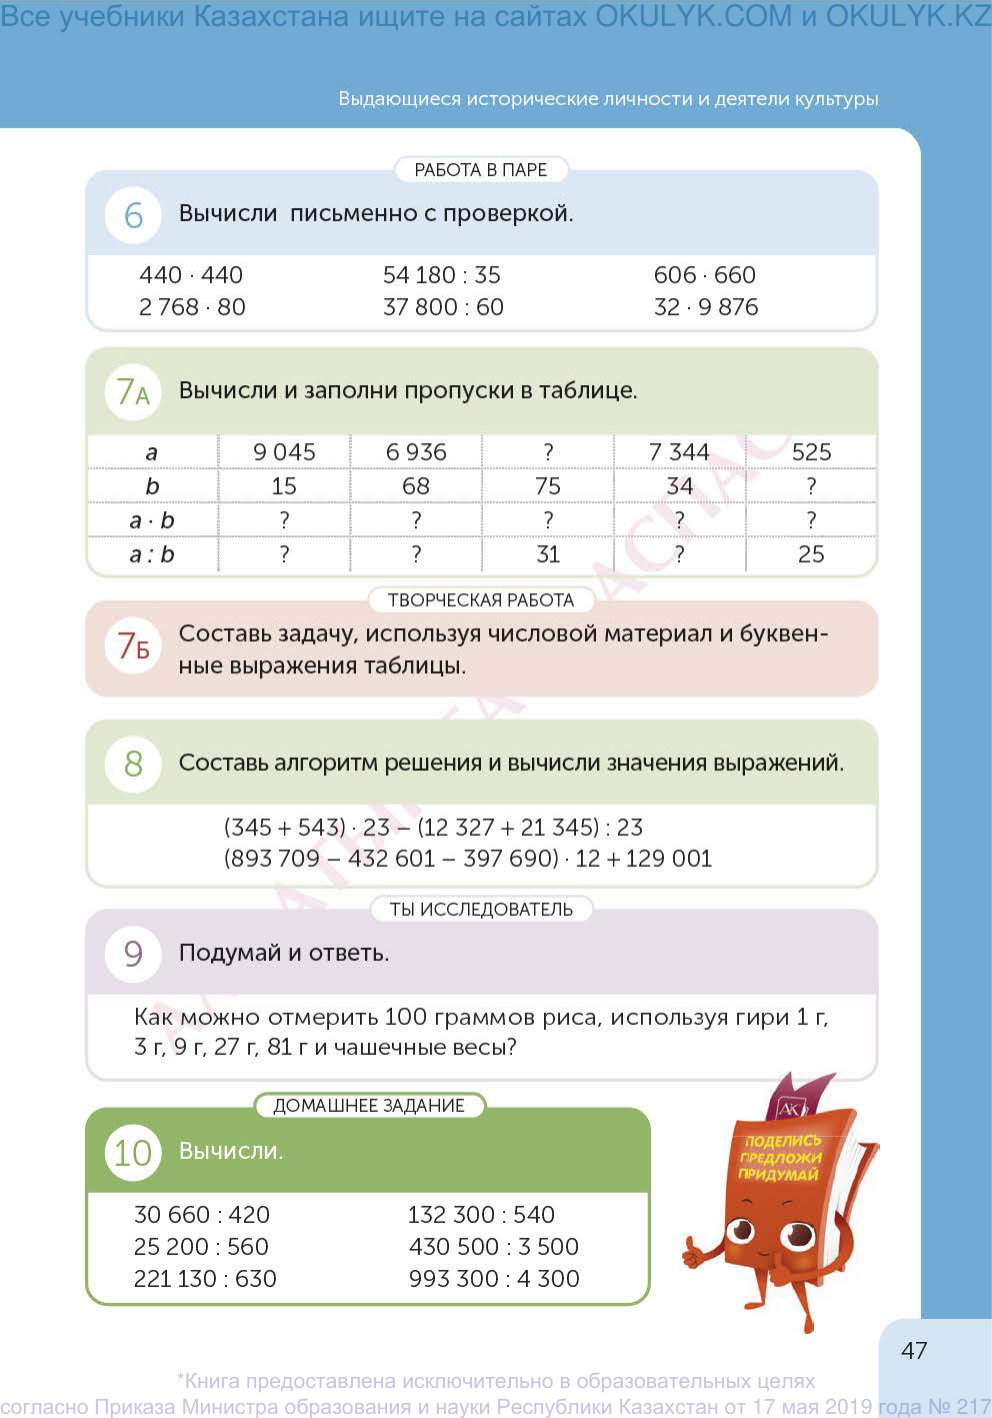 Все учебники Казахстана ищите на сайтах OKULYK.COM и OKULYK.KZ
Выдающиеся исторические личности и деятели культуры
РАБОТА В ПАРЕ
6 Вычисли письменно с проверкой.
440 · 440 54 180 : 35 606 · 660
2 768 · 80 37 800 : 60 32 · 9 876
7А Вычисли и заполни пропуски в таблице.
a 9 045 6 936 ? 7 344 525
b 15 68 75 34 ?
a · b ? ? ? ? ?
a : b ? ? 31 ? 25
ТВОРЧЕСКАЯ РАБОТА
7Б Составь задачу, используя числовой материал и буквен-
ные выражения таблицы.
8 Составь алгоритм решения и вычисли значения выражений.
(345 + 543) · 23 – (12 327 + 21 345) : 23
(893 709 – 432 601 – 397 690) · 12 + 129 001
ТЫ ИССЛЕДОВАТЕЛЬ
9 Подумай и ответь.
Как можно отмерить 100 граммов риса, используя гири 1 г,
3 г, 9 г, 27 г, 81 г и чашечные весы?
ДОМАШНЕЕ ЗАДАНИЕ
10 Вычисли.
30 660 : 420 132 300 : 540
25 200 : 560 430 500 : 3 500
221 130 : 630 993 300 : 4 300
АК
ПОДЕЛИСЬ
ПРЕДЛОЖИ
ПРИДУМАЙ
47
*Книга предоставлена исключительно в образовательных целях
согласно Приказа Министра образования и науки Республики Казахстан от 17 мая 2019 года № 217